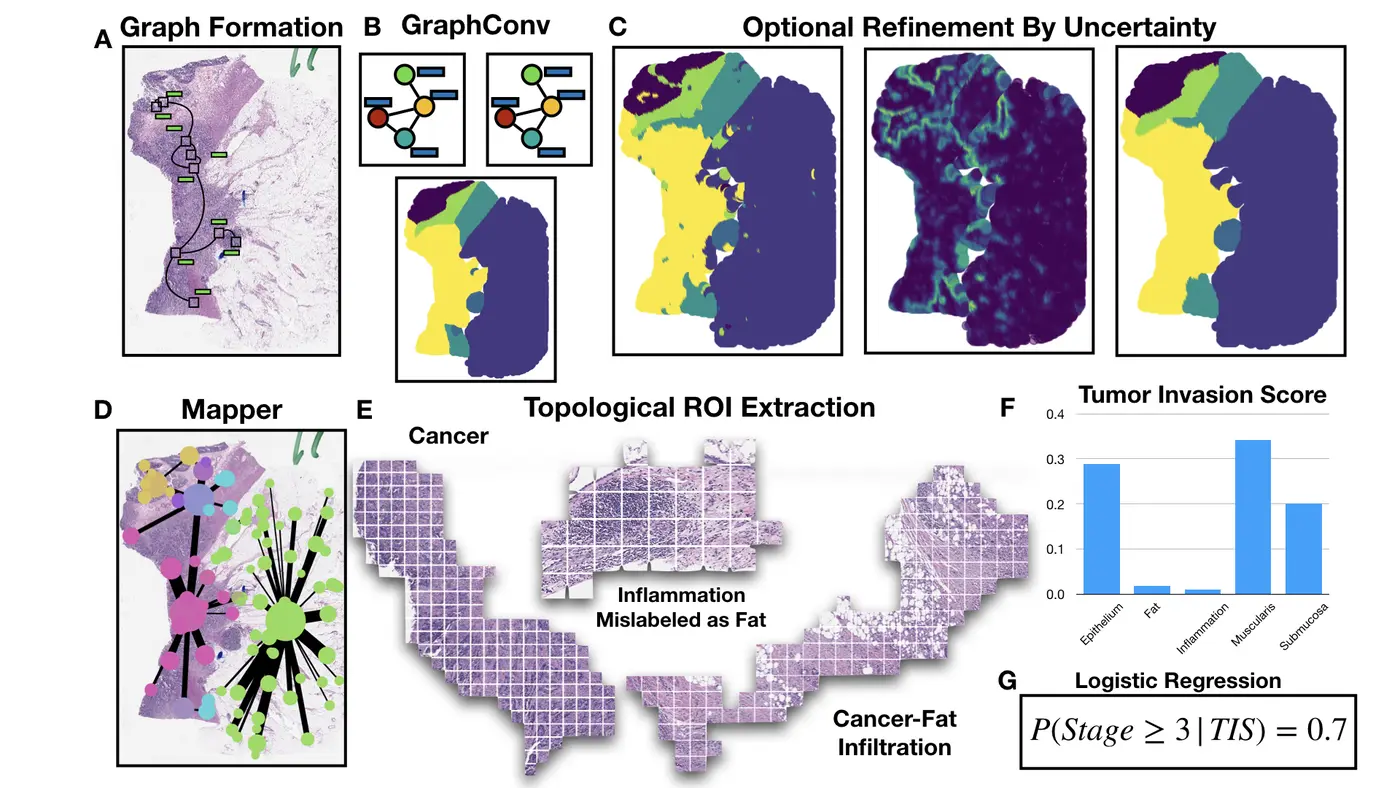 A
Graph Formation
B
GraphConv
C
Optional Refinement By Uncertainty
D
Mapper
E
Topological ROI Extraction
Cancer
Inflammation
Mislabeled as Fat
Cancer-Fat
Infiltration
F
Tumor Invasion Score
0.4
0.3
0.2
0.1
0.0
Epithelium
Fat
Inflammation
Muscularis
Submucosa
G
Logistic Regression
P(Stage ≥ 3 | TIS) = 0.7